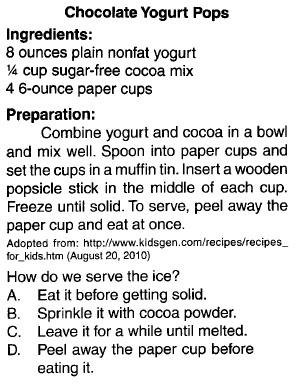 Chocolate Yogurt Pops
Ingredients:
8 ounces plain nonfat yogurt
¼ cup sugar-free cocoa mix
4 6-ounce paper cups
Preparation:
Combine yogurt and cocoa in a bowl
and mix well. Spoon into paper cups and
set the cups in a muffin tin. Insert a wooden
popsicle stick in the middle of each cup.
Freeze until solid. To serve, peel away the
paper cup and eat at once.
Adopted from: http://www.kidsgen.com/recipes/recipes_
for_kids.htm (August 20, 2010)
How do we serve the ice?
A. Eat it before getting solid.
B. Sprinkle it with cocoa powder.
C. Leave it for a while until melted.
D. Peel away the paper cup before
eating it.